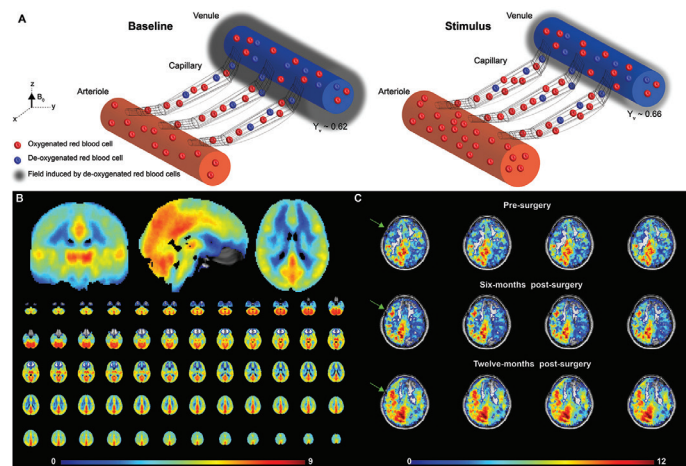 A
Baseline
Stimulus
Venule
Venule
Capillary
Capillary
Arteriole
Arteriole
z
B₀
y
x
Yᵥ ~ 0.62
Yᵥ ~ 0.66
Oxygenated red blood cell
De-oxygenated red blood cell
Field induced by de-oxygenated red blood cells
B
C
Pre-surgery
Six-months post-surgery
Twelve-months post-surgery
0
9
0
12